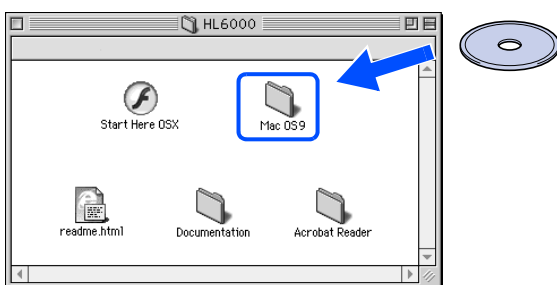 HL6000
Start Here OSX
Mac OS9
readme.html
Documentation
Acrobat Reader